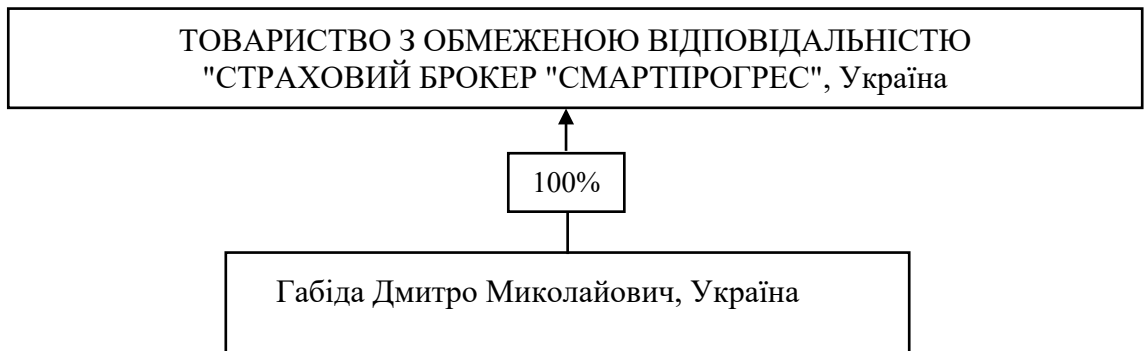 ТОВАРИСТВО З ОБМЕЖЕНОЮ ВІДПОВІДАЛЬНІСТЮ
"СТРАХОВИЙ БРОКЕР "СМАРТПРОГРЕС", Україна
100%
Габіда Дмитро Миколайович, Україна